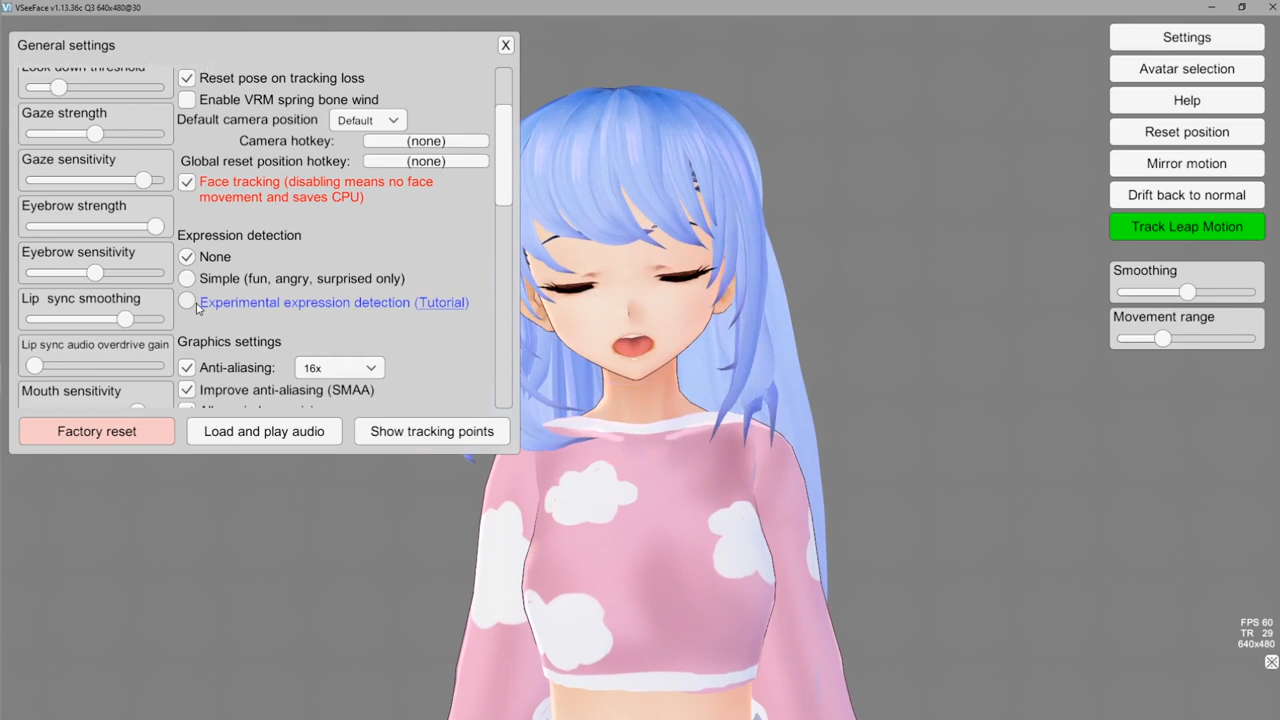 VSeeFace v1.13.36c Q3 640x480@30
General settings
X
Look down threshold
Gaze strength
Gaze sensitivity
Eyebrow strength
Eyebrow sensitivity
Lip sync smoothing
Lip sync audio overdrive gain
Mouth sensitivity
Reset pose on tracking loss
Enable VRM spring bone wind
Default camera position Default
Camera hotkey: (none)
Global reset position hotkey: (none)
Face tracking (disabling means no face
movement and saves CPU)
Expression detection
None
Simple (fun, angry, surprised only)
Experimental expression detection (Tutorial)
Graphics settings
Anti-aliasing: 16x
Improve anti-aliasing (SMAA)
Factory reset
Load and play audio
Show tracking points
Settings
Avatar selection
Help
Reset position
Mirror motion
Drift back to normal
Track Leap Motion
Smoothing
Movement range
FPS 60
TR 29
640x480